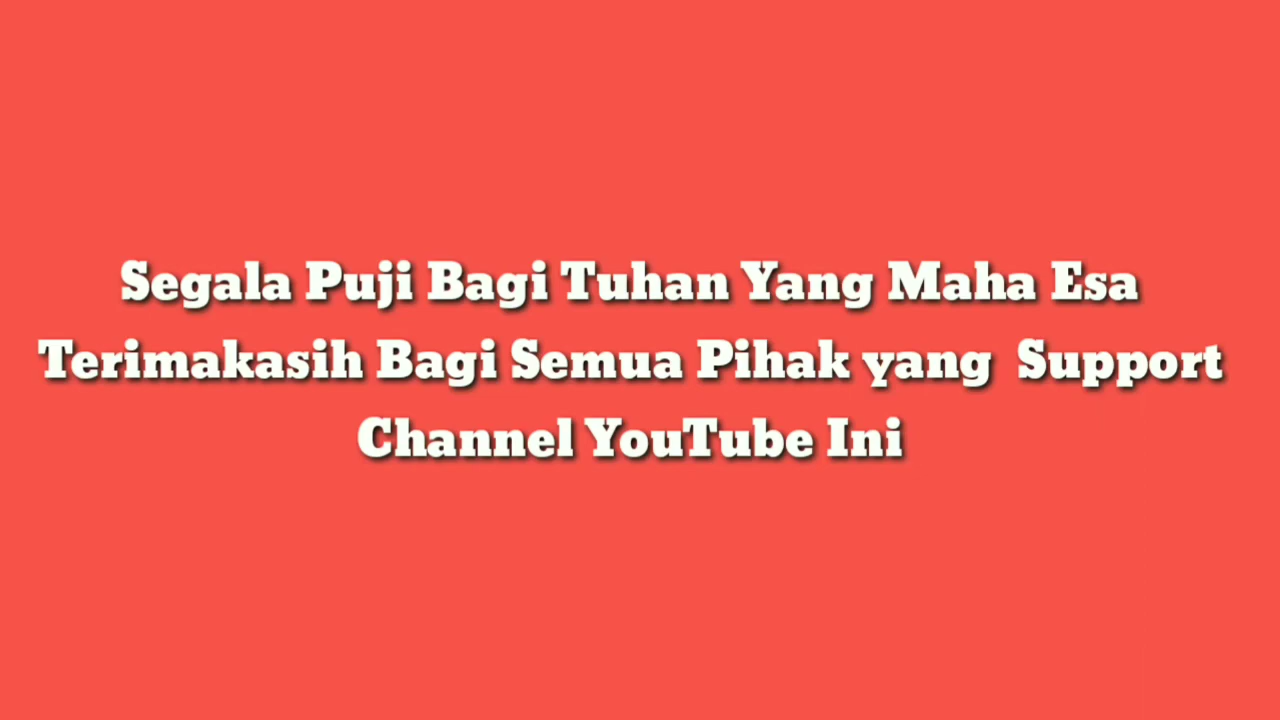 Segala Puji Bagi Tuhan Yang Maha Esa
Terimakasih Bagi Semua Pihak yang  Support
Channel YouTube Ini